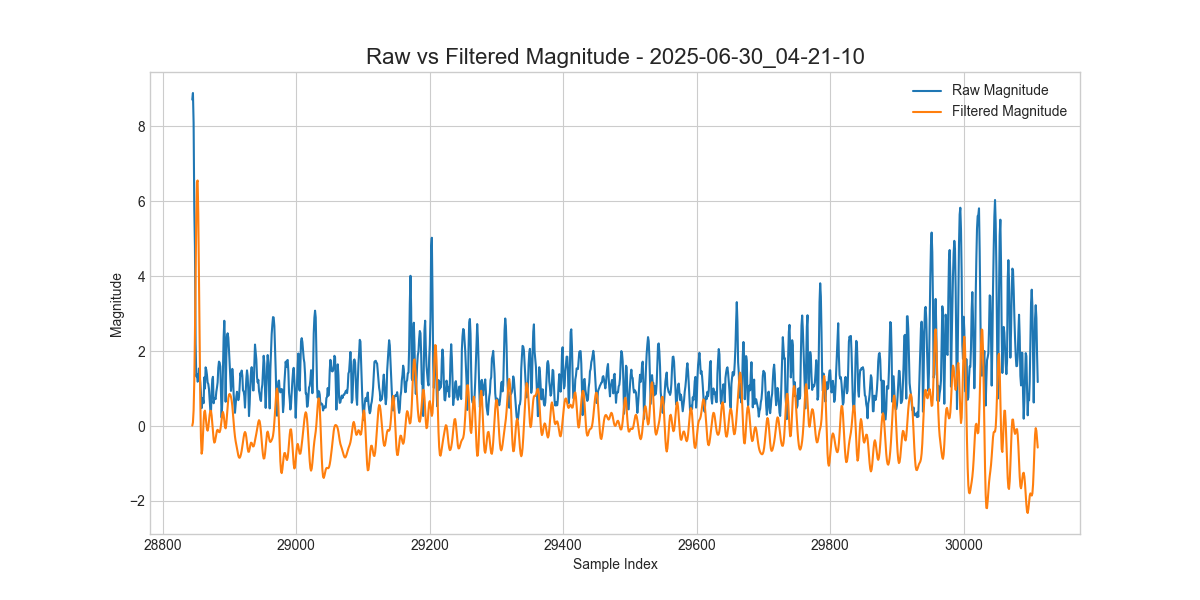 Raw vs Filtered Magnitude - 2025-06-30_04-21-10
Raw Magnitude
Filtered Magnitude
8
6
4
2
0
−2
Magnitude
28800 29000 29200 29400 29600 29800 30000
Sample Index